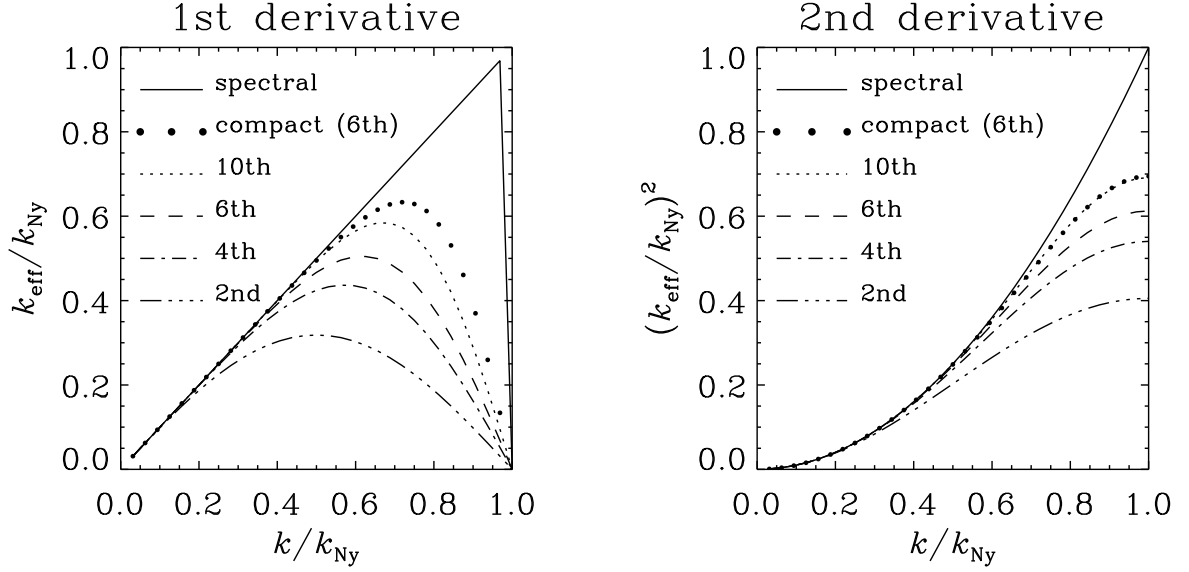 1st derivative
k_eff/k_Ny
1.0
0.8
0.6
0.4
0.2
0.0
spectral
compact (6th)
10th
6th
4th
2nd
0.0 0.2 0.4 0.6 0.8 1.0
k/k_Ny
2nd derivative
(k_eff/k_Ny)^2
1.0
0.8
0.6
0.4
0.2
0.0
spectral
compact (6th)
10th
6th
4th
2nd
0.0 0.2 0.4 0.6 0.8 1.0
k/k_Ny